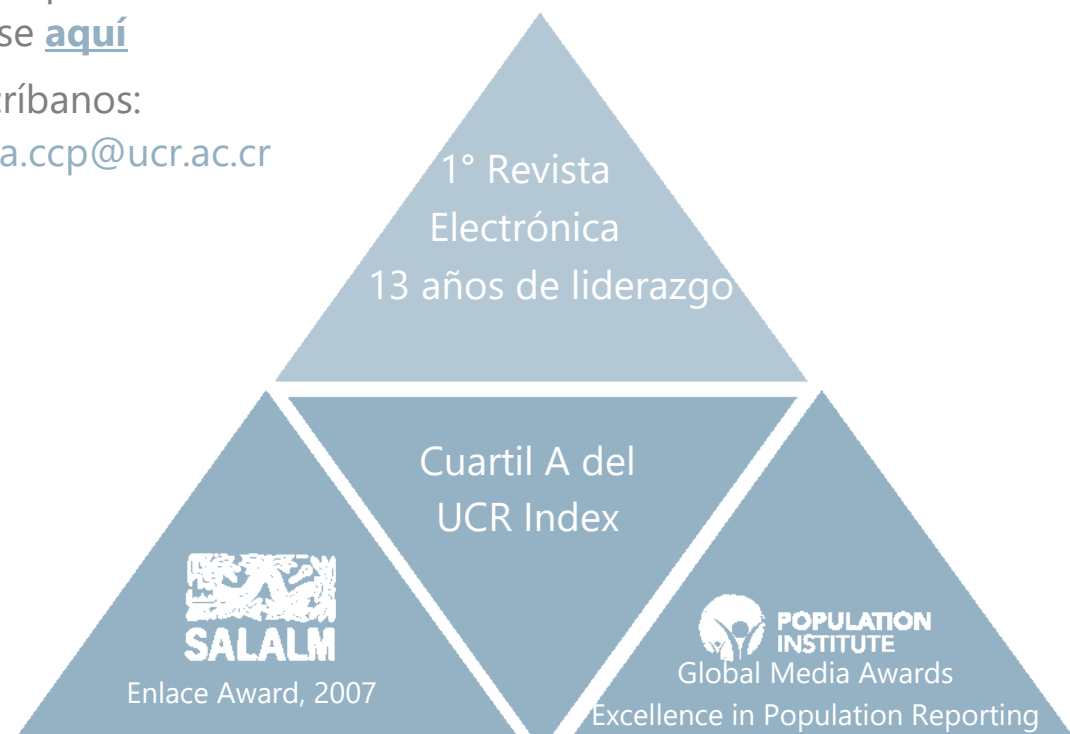 se aquí
críbanos:
a.ccp@ucr.ac.cr
1° Revista
Electrónica
13 años de liderazgo
Cuartil A del
UCR Index
SALALM
Enlace Award, 2007
POPULATION
INSTITUTE
Global Media Awards
Excellence in Population Reporting